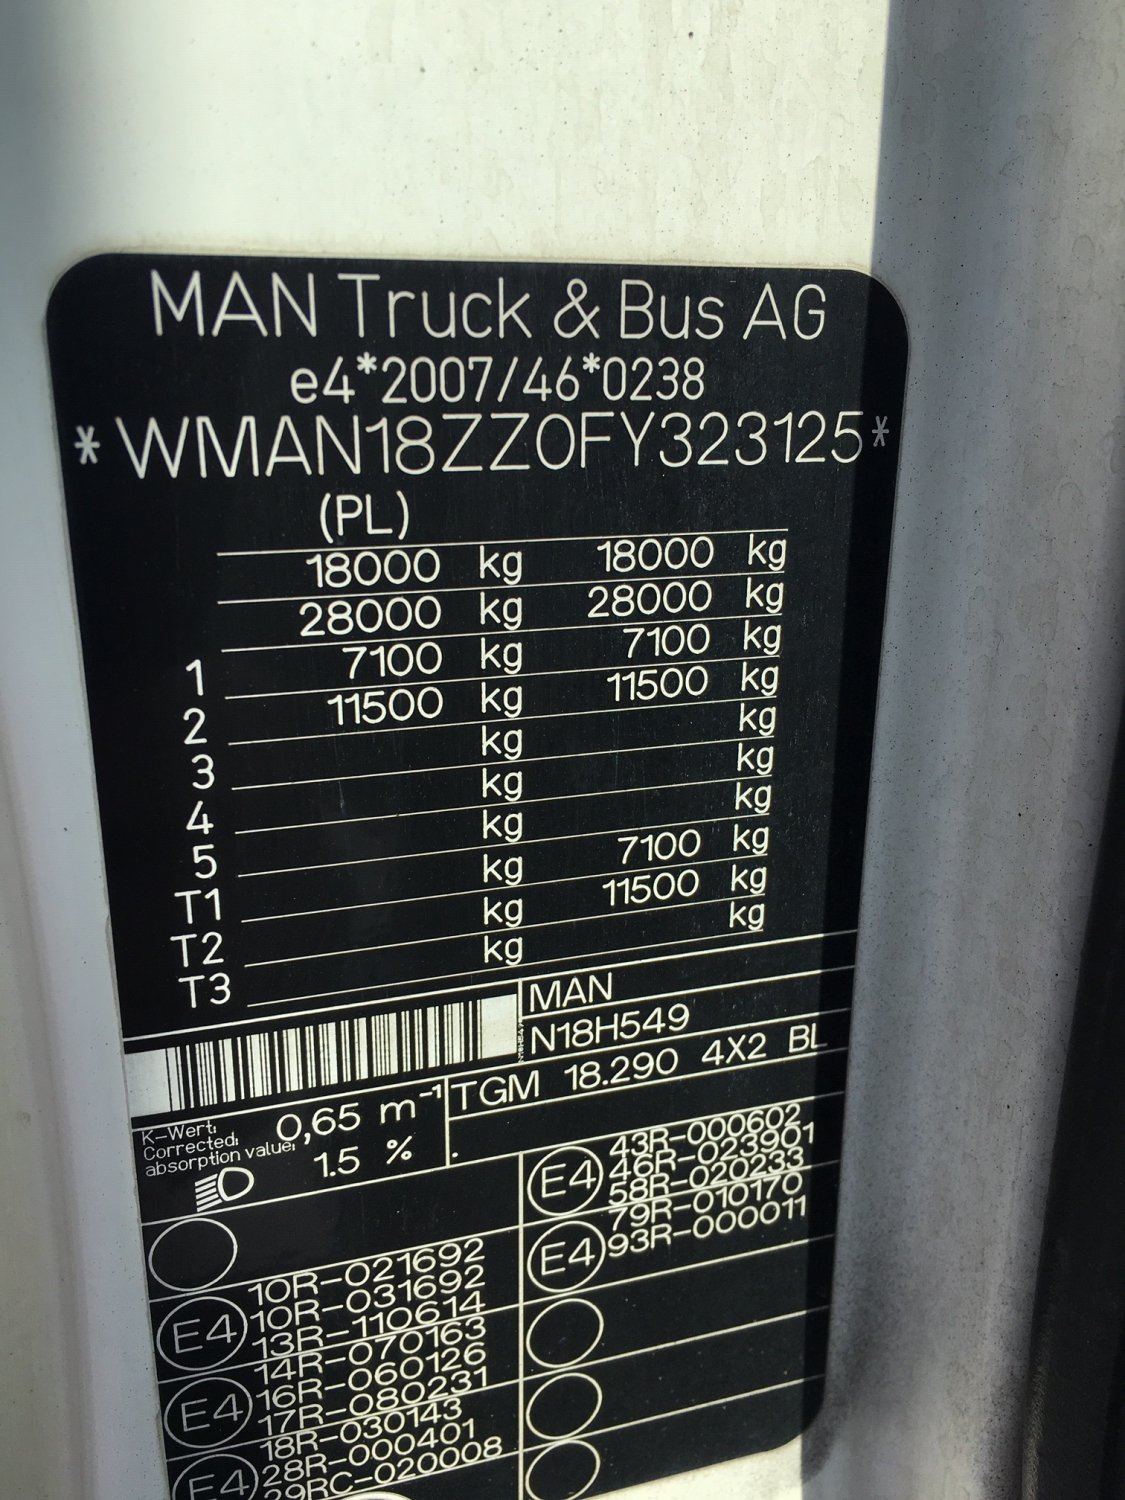 MAN Truck & Bus AG
e4*2007/46*0238
*WMAN18ZZ0FY323125*
(PL)
18000 kg 18000 kg
28000 kg 28000 kg
1 7100 kg 7100 kg
2 11500 kg 11500 kg
3 kg kg
4 kg kg
5 kg kg
T1 kg 7100 kg
T2 kg 11500 kg
T3 kg kg
MAN
N18H549
TGM 18.290 4X2 BL
K-Wert:
Corrected:
absorption value:
0,65 m⁻¹
1.5 %
E4
43R-000602
46R-023901
58R-020233
79R-010170
E4
93R-000011
10R-021692
E4
10R-031692
13R-110614
14R-070163
E4
16R-060126
17R-080231
18R-030143
E4
28R-000401
29RC-020008